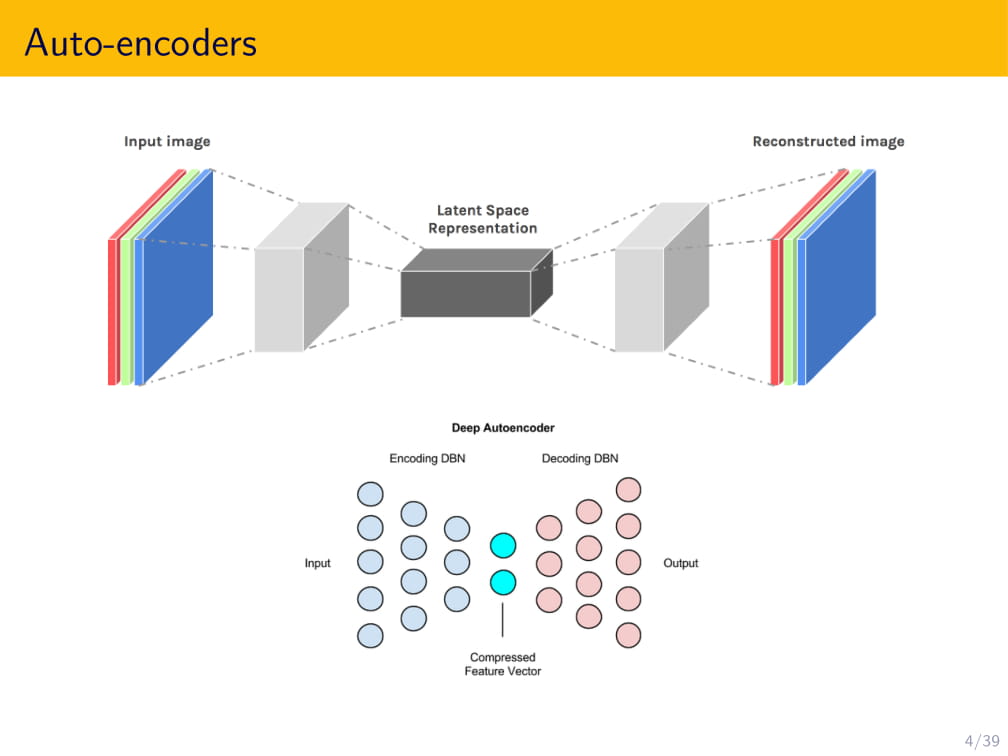 Auto-encoders
Input image
Reconstructed image
Latent Space
Representation
Deep Autoencoder
Encoding DBN
Decoding DBN
Input
Output
Compressed
Feature Vector
4/39